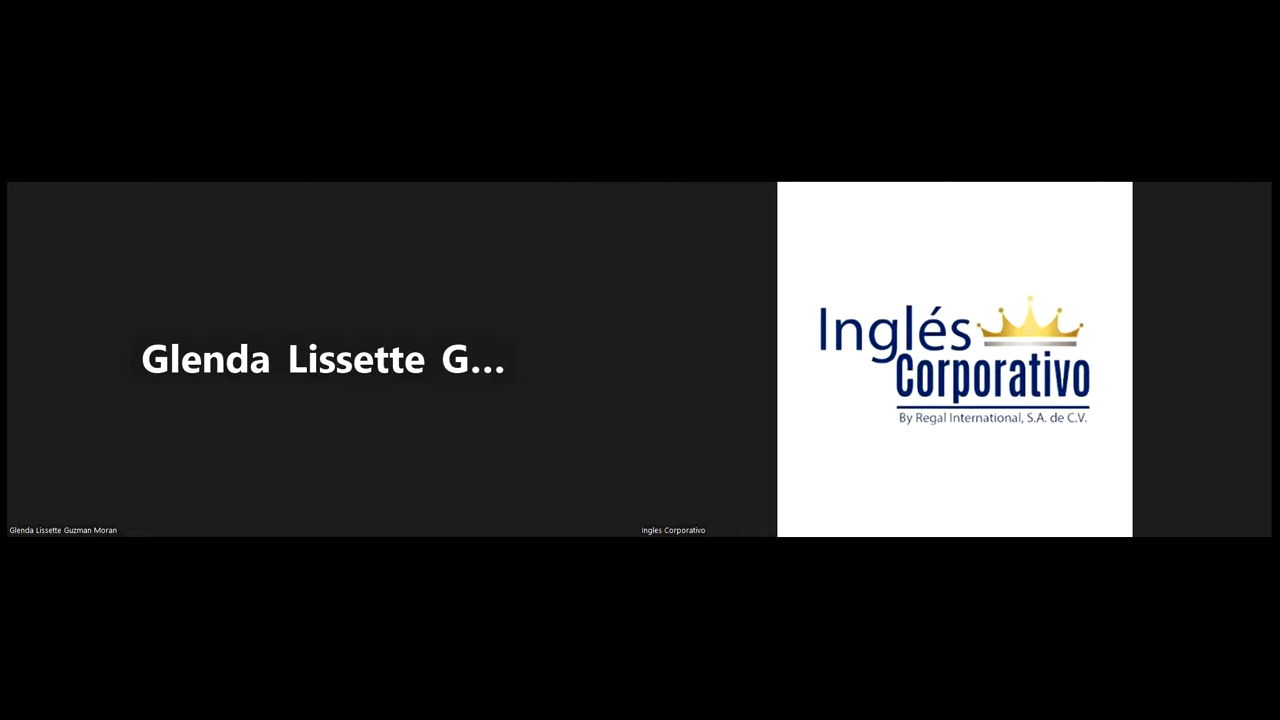 Glenda Lissette G...
Inglés
Corporativo
By Regal International, S.A. de C.V.
Glenda Lissette Guzman Moran
Ingles Corporativo